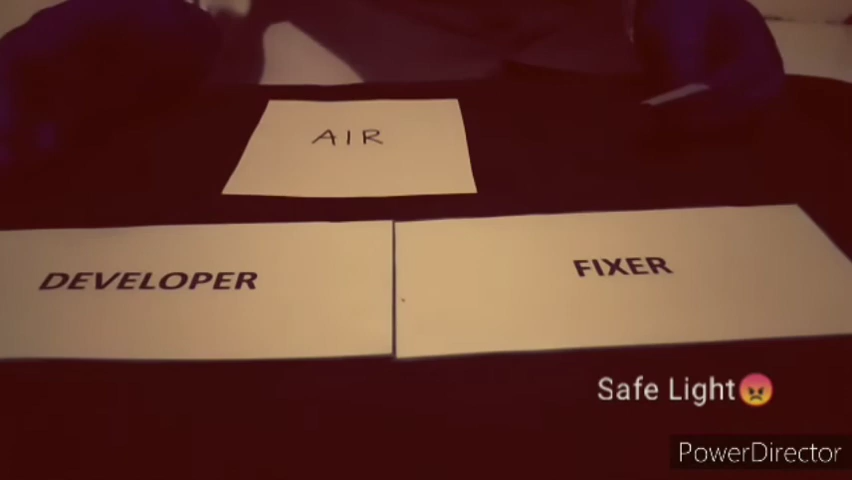 AIR
DEVELOPER
FIXER
Safe Light😡
PowerDirector